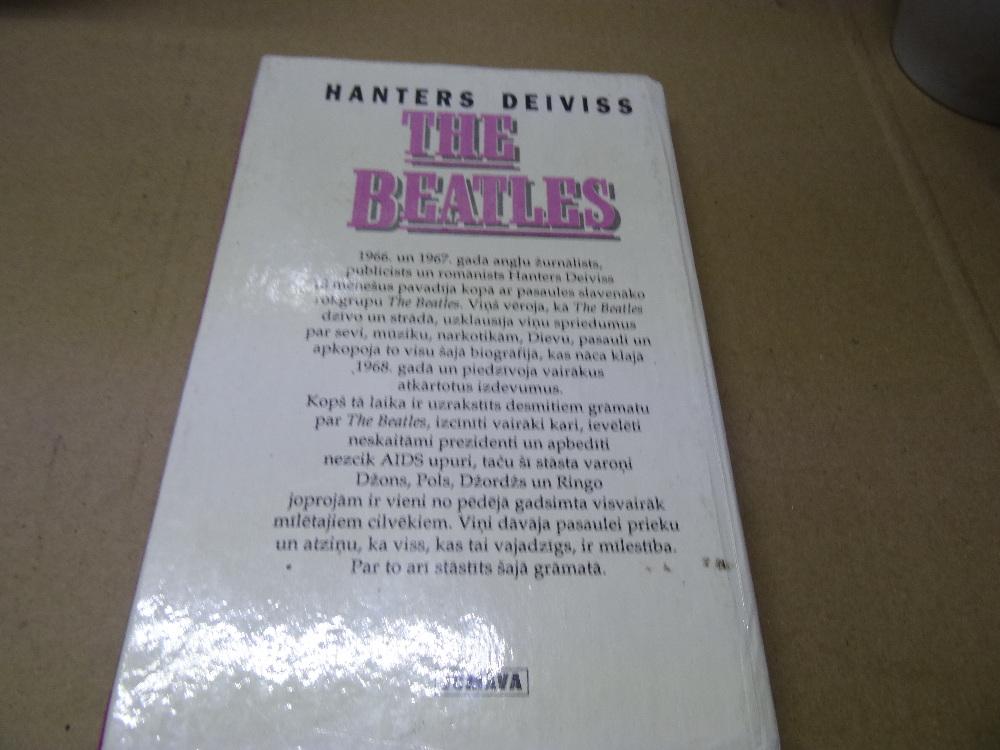 HANTERS DEIVISS
THE
BEATLES
1966. un 1967. gadā angļu žurnālists,
publicists un romānists Hanters Deiviss
mēnešus pavadīja kopā ar pasaules slavenāko
rokgrupu The Beatles. Viņš vēroja, kā The Beatles
dzīvo un strādā, uzklausīja viņu spriedumus
par sevi, mūziku, narkotikām, Dievu, pasauli un
apkopoja to visu šajā biogrāfijā, kas nāca klajā
1968. gadā un piedzīvoja vairākus
atkārtotus izdevumus.
Kopš tā laika ir uzrakstīts desmitiem grāmatu
par The Beatles, izcīnīti vairāki kari, ievēlēti
neskaitāmi prezidenti un apbedīti
nezcik AIDS upuri, taču šī stāsta varoņi
Džons, Pols, Džordžs un Ringo
joprojām ir vieni no pēdējā gadsimta visvairāk
mīlētajiem cilvēkiem. Viņi dāvāja pasaulei prieku
un atziņu, ka viss, kas tai vajadzīgs, ir mīlestība.
Par to arī stāstīts šajā grāmatā.
JUMAVA